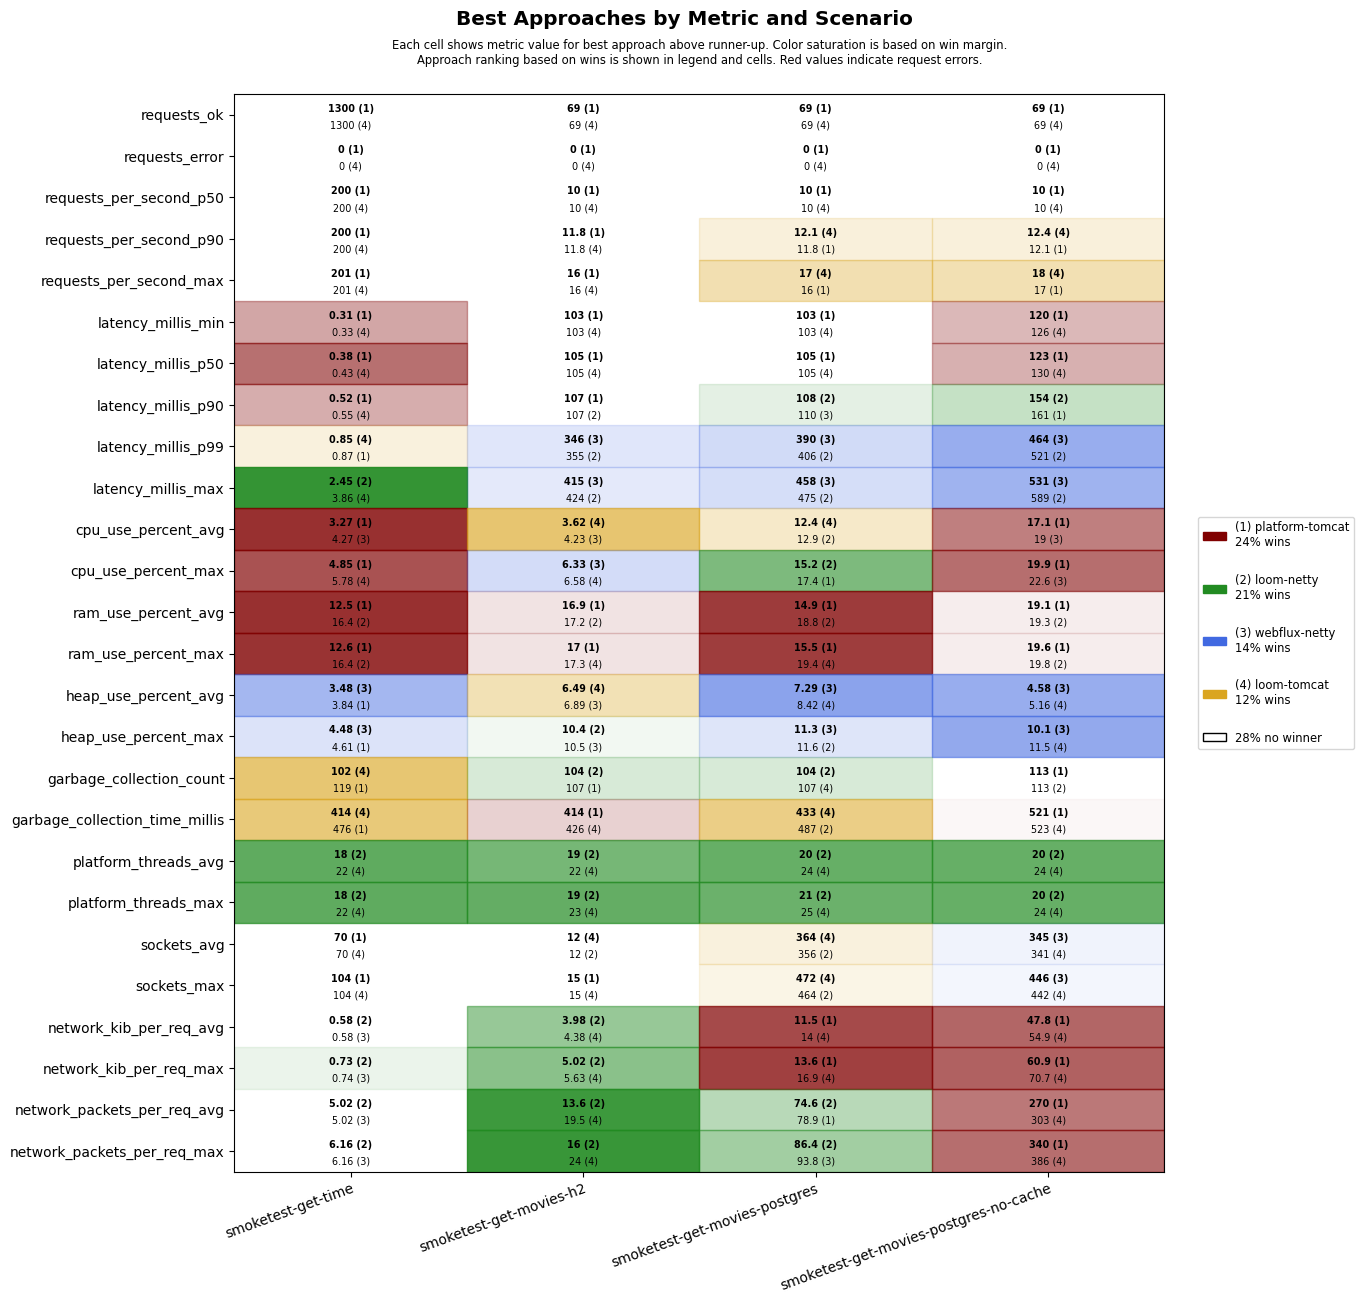 Best Approaches by Metric and Scenario
Each cell shows metric value for best approach above runner-up. Color saturation is based on win margin.
Approach ranking based on wins is shown in legend and cells. Red values indicate request errors.
requests_ok
1300 (1) 69 (1) 69 (1) 69 (1)
1300 (4) 69 (4) 69 (4) 69 (4)
requests_error
0 (1) 0 (1) 0 (1) 0 (1)
0 (4) 0 (4) 0 (4) 0 (4)
requests_per_second_p50
200 (1) 10 (1) 10 (1) 10 (1)
200 (4) 10 (4) 10 (4) 10 (4)
requests_per_second_p90
200 (1) 11.8 (1) 12.1 (4) 12.4 (4)
200 (4) 11.8 (4) 11.8 (1) 12.1 (1)
requests_per_second_max
201 (1) 16 (1) 17 (4) 18 (4)
201 (4) 16 (4) 16 (1) 17 (1)
latency_millis_min
0.31 (1) 103 (1) 103 (1) 120 (1)
0.33 (4) 103 (4) 103 (4) 126 (4)
latency_millis_p50
0.38 (1) 105 (1) 105 (1) 123 (1)
0.43 (4) 105 (4) 105 (4) 130 (4)
latency_millis_p90
0.52 (1) 107 (1) 108 (2) 154 (2)
0.55 (4) 107 (2) 110 (3) 161 (1)
latency_millis_p99
0.85 (4) 346 (3) 390 (3) 464 (3)
0.87 (1) 355 (2) 406 (2) 521 (2)
latency_millis_max
2.45 (2) 415 (3) 458 (3) 531 (3)
3.86 (4) 424 (2) 475 (2) 589 (2)
cpu_use_percent_avg
3.27 (1) 3.62 (4) 12.4 (4) 17.1 (1)
4.27 (3) 4.23 (3) 12.9 (2) 19 (3)
cpu_use_percent_max
4.85 (1) 6.33 (3) 15.2 (2) 19.9 (1)
5.78 (4) 6.58 (4) 17.4 (1) 22.6 (3)
ram_use_percent_avg
12.5 (1) 16.9 (1) 14.9 (1) 19.1 (1)
16.4 (2) 17.2 (2) 18.8 (2) 19.3 (2)
ram_use_percent_max
12.6 (1) 17 (1) 15.5 (1) 19.6 (1)
16.4 (2) 17.3 (4) 19.4 (4) 19.8 (2)
heap_use_percent_avg
3.48 (3) 6.49 (4) 7.29 (3) 4.58 (3)
3.84 (1) 6.89 (3) 8.42 (4) 5.16 (4)
heap_use_percent_max
4.48 (3) 10.4 (2) 11.3 (3) 10.1 (3)
4.61 (1) 10.5 (3) 11.6 (2) 11.5 (4)
garbage_collection_count
102 (4) 104 (2) 104 (2) 113 (1)
119 (1) 107 (1) 107 (4) 113 (2)
garbage_collection_time_millis
414 (4) 414 (1) 433 (4) 521 (1)
476 (1) 426 (4) 487 (2) 523 (4)
platform_threads_avg
18 (2) 19 (2) 20 (2) 20 (2)
22 (4) 22 (4) 24 (4) 24 (4)
platform_threads_max
18 (2) 19 (2) 21 (2) 20 (2)
22 (4) 23 (4) 25 (4) 24 (4)
sockets_avg
70 (1) 12 (4) 364 (4) 345 (3)
70 (4) 12 (2) 356 (2) 341 (4)
sockets_max
104 (1) 15 (1) 472 (4) 446 (3)
104 (4) 15 (4) 464 (2) 442 (4)
network_kib_per_req_avg
0.58 (2) 3.98 (2) 11.5 (1) 47.8 (1)
0.58 (3) 4.38 (4) 14 (4) 54.9 (4)
network_kib_per_req_max
0.73 (2) 5.02 (2) 13.6 (1) 60.9 (1)
0.74 (3) 5.63 (4) 16.9 (4) 70.7 (4)
network_packets_per_req_avg
5.02 (2) 13.6 (2) 74.6 (2) 270 (1)
5.02 (3) 19.5 (4) 78.9 (1) 303 (4)
network_packets_per_req_max
6.16 (2) 16 (2) 86.4 (2) 340 (1)
6.16 (3) 24 (4) 93.8 (3) 386 (4)
smoketest-get-time
smoketest-get-movies-h2
smoketest-get-movies-postgres
smoketest-get-movies-postgres-no-cache
(1) platform-tomcat
24% wins
(2) loom-netty
21% wins
(3) webflux-netty
14% wins
(4) loom-tomcat
12% wins
28% no winner